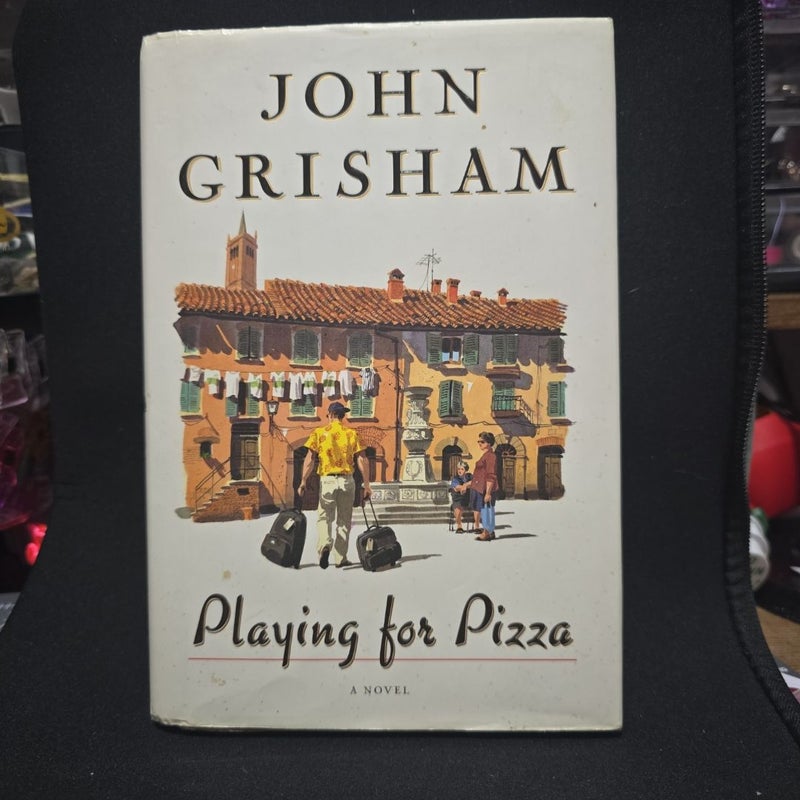 JOHN
GRISHAM
Playing for Pizza
A NOVEL